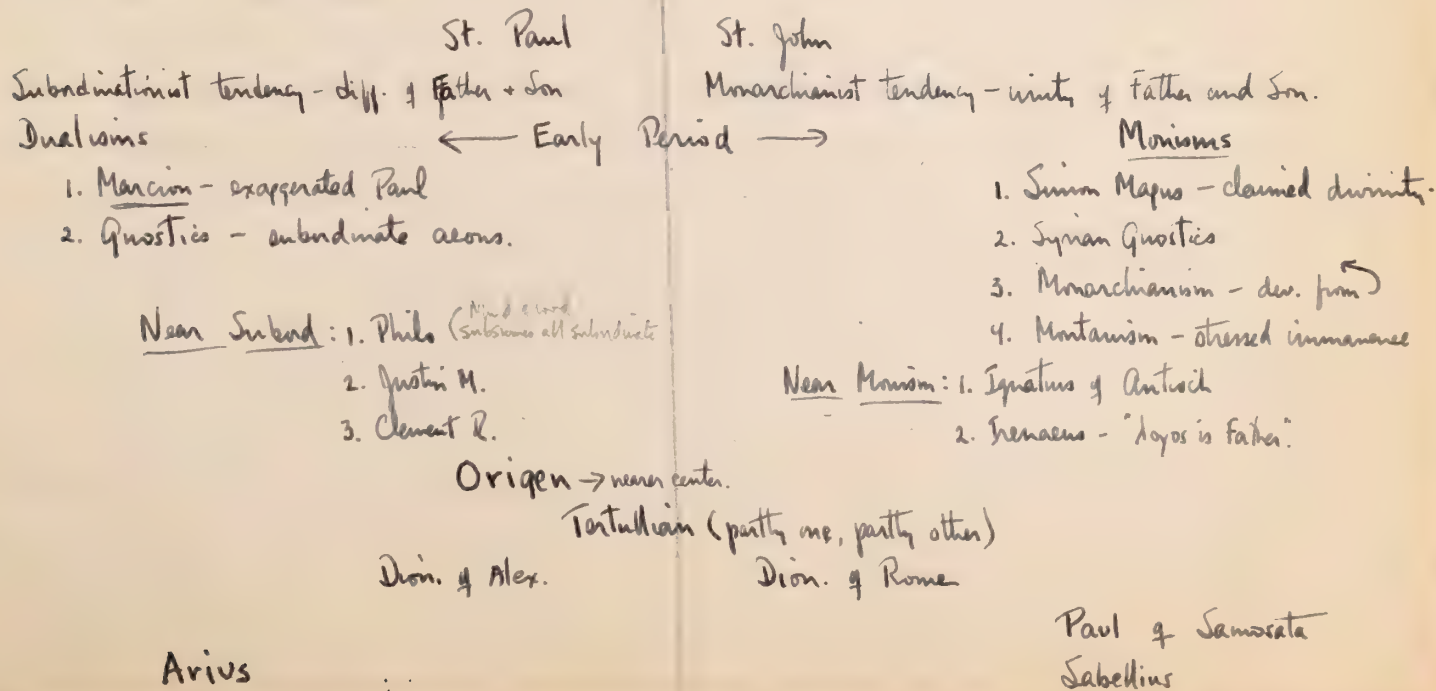 St. Paul
Subordinationist tendency - diff. of Father + Son
Dualisms
1. Marcion - exaggerated Paul
2. Gnostics - subordinate aeons.
Near Subord: 1. Philo (subsumes all subordinate
2. Justin M.
3. Clement R.
St. John
Monarchianist tendency - unity of Father and Son.
← Early Period →
Monisms
1. Simon Magus - claimed divinity.
2. Syrian Gnostics
3. Monarchianism - dev. from
4. Montanism - stressed immanence
Near Monism: 1. Ignatius of Antioch
2. Irenaeus - "Logos is Father".
Origen → nearer center.
Tertullian (partly one, partly other)
Dion. of Alex. Dion. of Rome
Paul of Samosata
Arius Sabellius